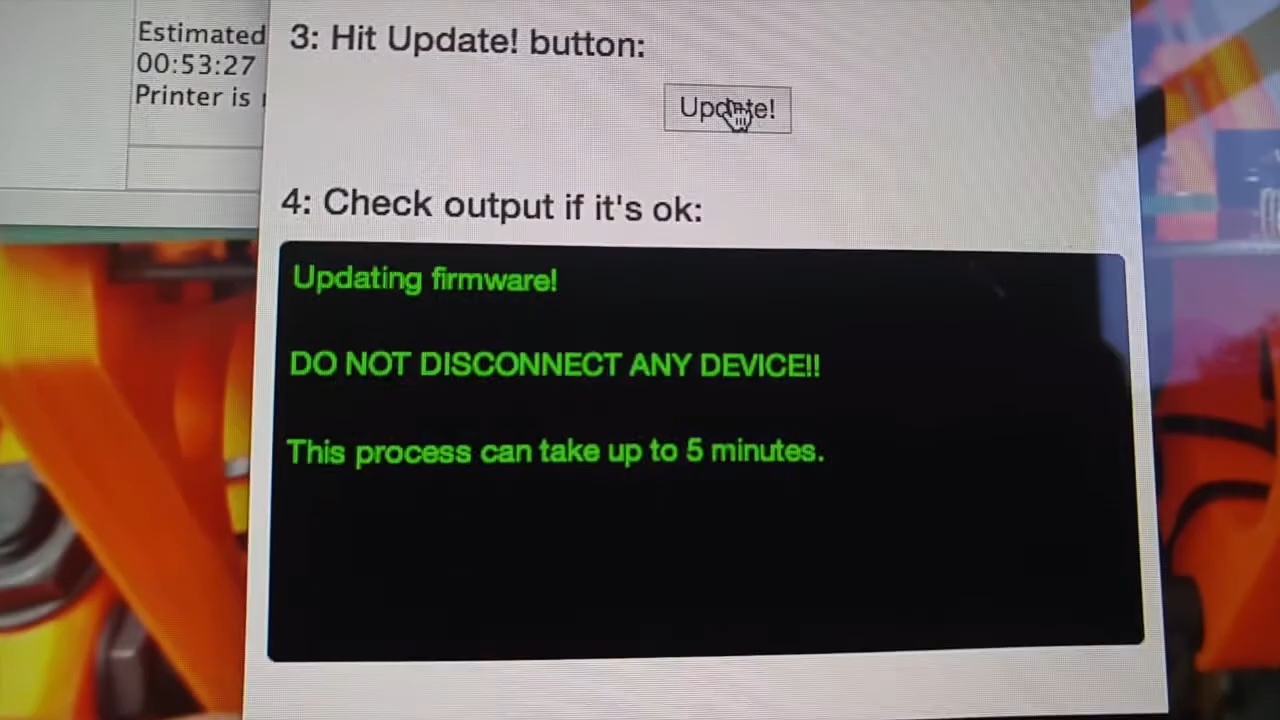 Estimated
00:53:27
Printer is
3: Hit Update! button:
Update!
4: Check output if it's ok:
Updating firmware!
DO NOT DISCONNECT ANY DEVICE!!
This process can take up to 5 minutes.